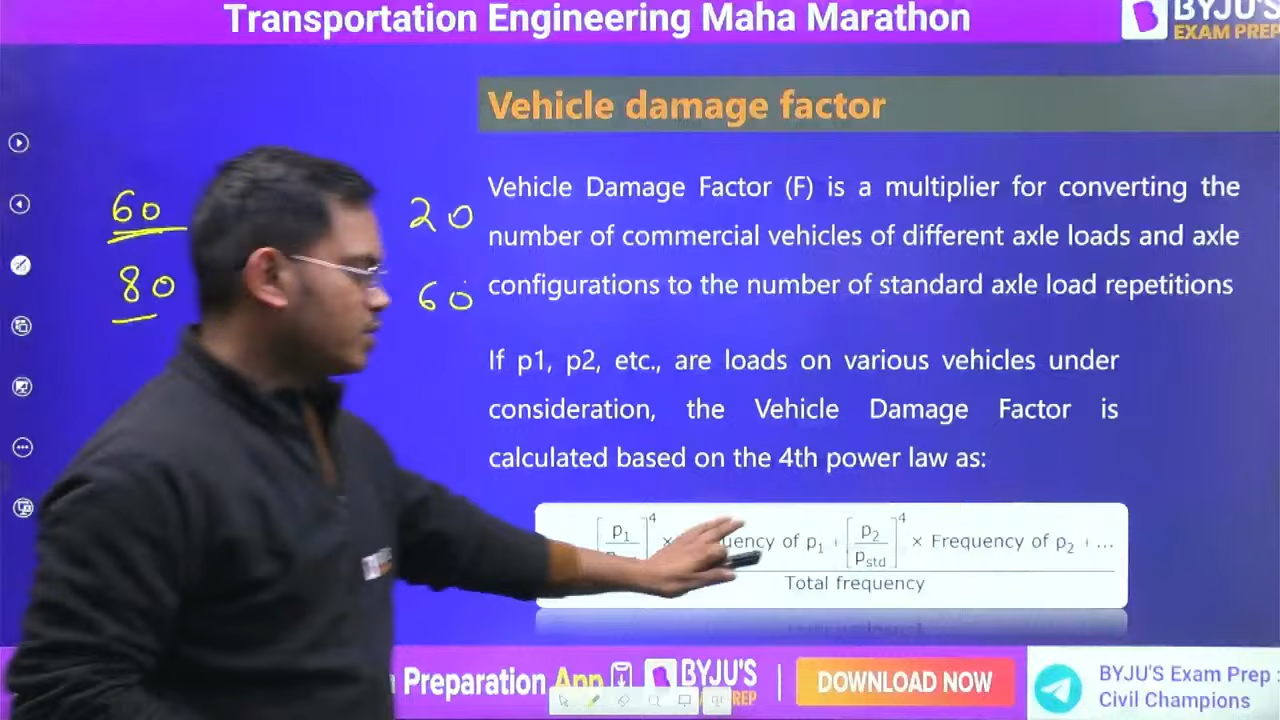 Transportation Engineering Maha Marathon
BYJU'S
EXAM PREP
Vehicle damage factor
60
80
20
60
Vehicle Damage Factor (F) is a multiplier for converting the
number of commercial vehicles of different axle loads and axle
configurations to the number of standard axle load repetitions
If p1, p2, etc., are loads on various vehicles under
consideration, the Vehicle Damage Factor is
calculated based on the 4th power law as:
[p₁ ]⁴ × of p₁ + [p₂/pstd]⁴ × Frequency of p₂ + ...
Total frequency
Preparation App
BYJU'S
DOWNLOAD NOW
BYJU'S Exam Prep :
Civil Champions